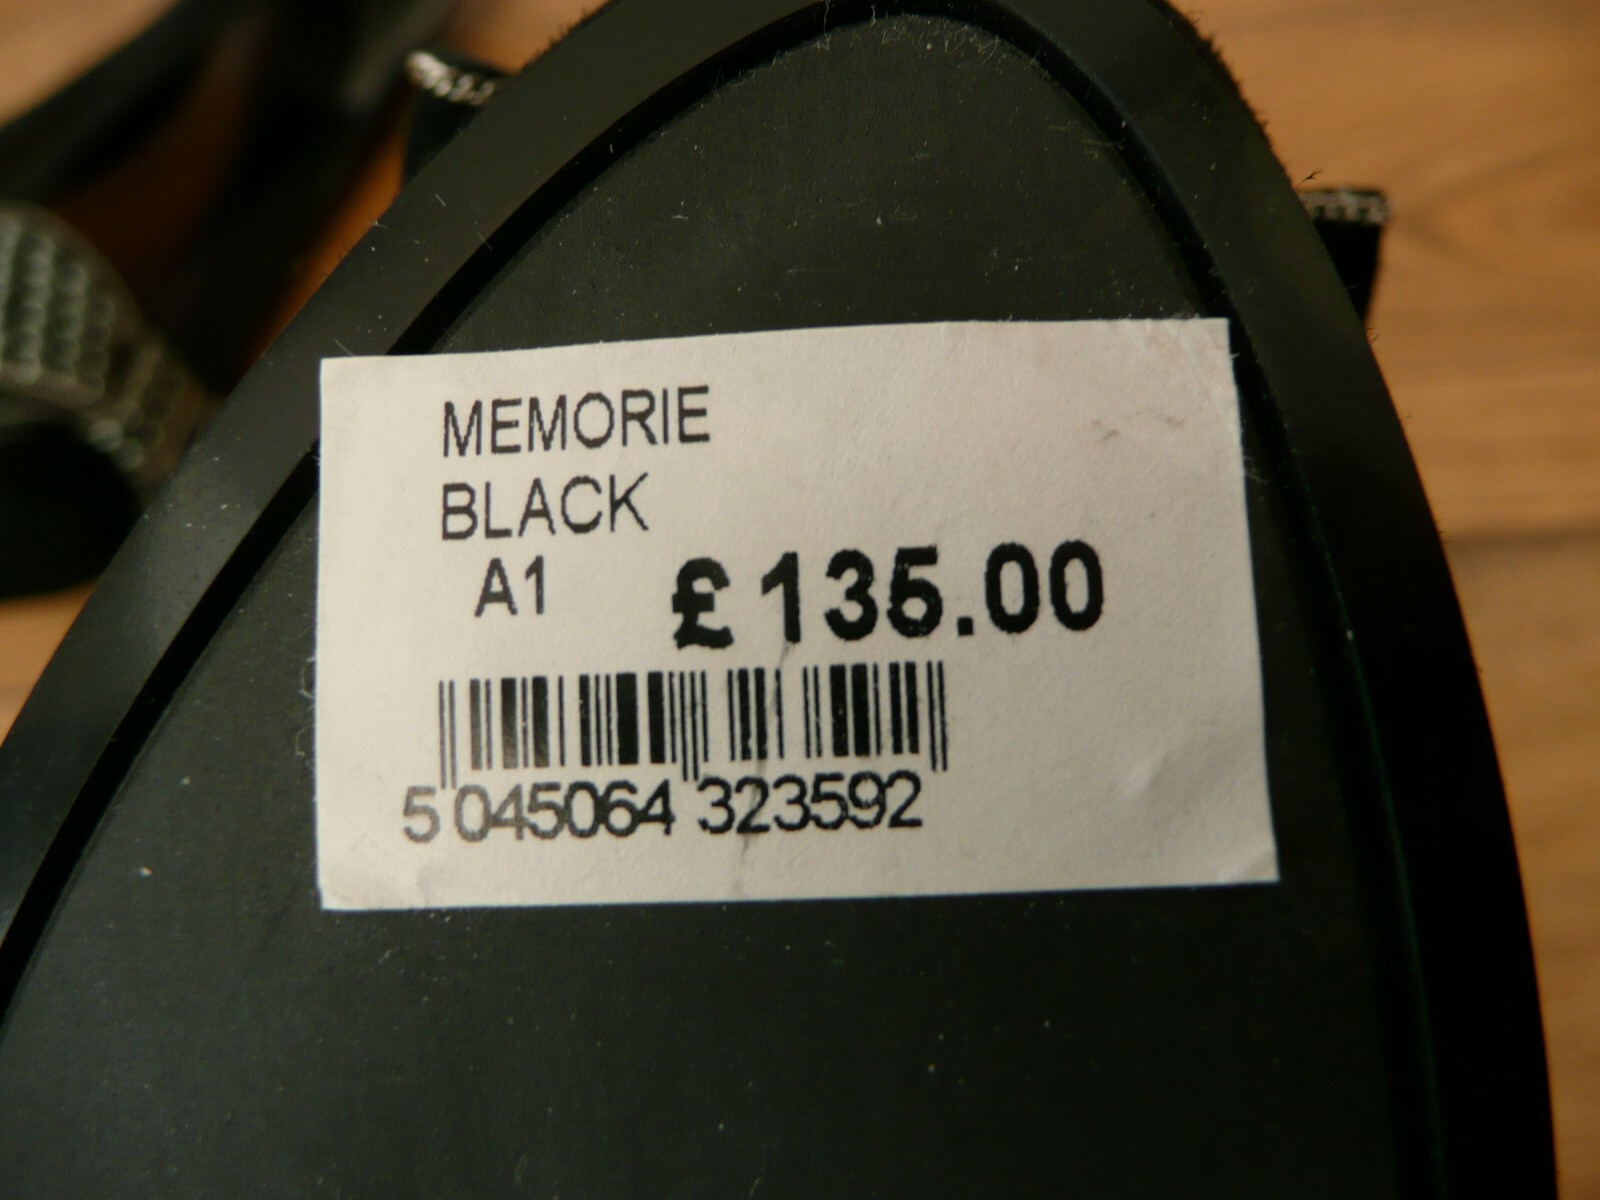 MEMORIE
BLACK
A1 £135.00
5 045064 323592